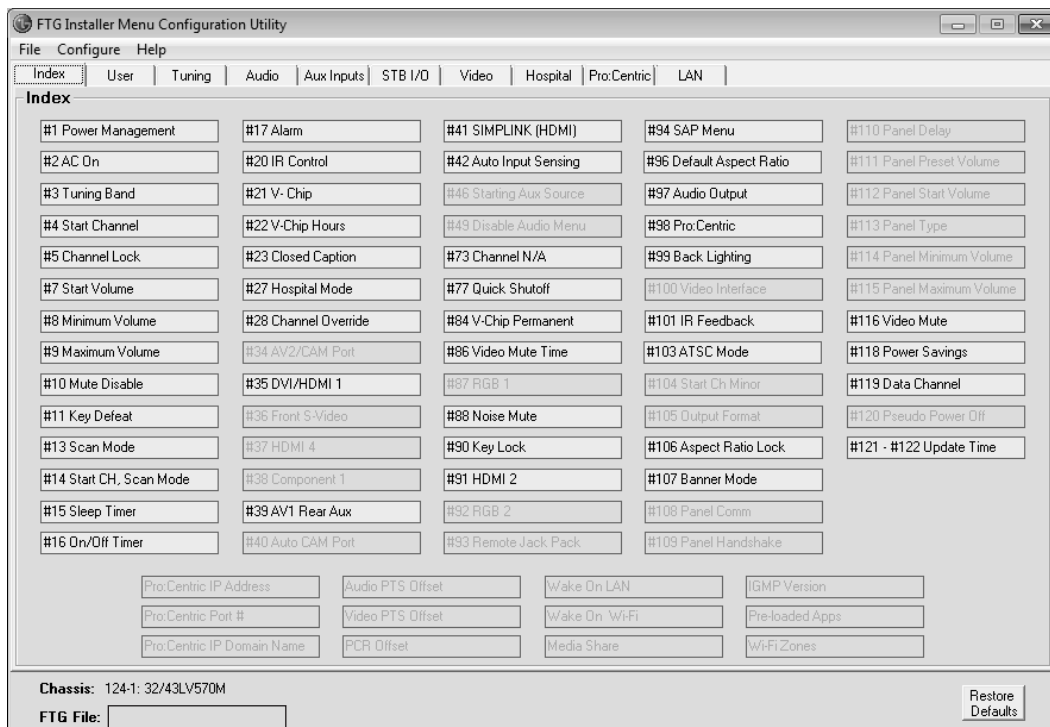 FTG Installer Menu Configuration Utility
File Configure Help
Index User Tuning Audio Aux Inputs STB I/O Video Hospital Pro:Centric LAN
Index
#1 Power Management
#2 AC On
#3 Tuning Band
#4 Start Channel
#5 Channel Lock
#7 Start Volume
#8 Minimum Volume
#9 Maximum Volume
#10 Mute Disable
#11 Key Defeat
#13 Scan Mode
#14 Start CH, Scan Mode
#15 Sleep Timer
#16 On/Off Timer
#17 Alarm
#20 IR Control
#21 V- Chip
#22 V-Chip Hours
#23 Closed Caption
#27 Hospital Mode
#28 Channel Override
#34 AV2/CAM Port
#35 DVI/HDMI 1
#36 Front S-Video
#37 HDMI 4
#38 Component 1
#39 AV1 Rear Aux
#40 Auto CAM Port
#41 SIMPLINK (HDMI)
#42 Auto Input Sensing
#46 Starting Aux Source
#49 Disable Audio Menu
#73 Channel N/A
#77 Quick Shutoff
#84 V-Chip Permanent
#86 Video Mute Time
#87 RGB 1
#88 Noise Mute
#90 Key Lock
#91 HDMI 2
#92 RGB 2
#93 Remote Jack Pack
#94 SAP Menu
#96 Default Aspect Ratio
#97 Audio Output
#98 Pro:Centric
#99 Back Lighting
#100 Video Interface
#101 IR Feedback
#103 ATSC Mode
#104 Start Ch Minor
#105 Output Format
#106 Aspect Ratio Lock
#107 Banner Mode
#108 Panel Comm
#109 Panel Handshake
#110 Panel Delay
#111 Panel Preset Volume
#112 Panel Start Volume
#113 Panel Type
#114 Panel Minimum Volume
#115 Panel Maximum Volume
#116 Video Mute
#118 Power Savings
#119 Data Channel
#120 Pseudo Power Off
#121 - #122 Update Time
Pro:Centric IP Address
Pro:Centric Port #
Pro:Centric IP Domain Name
Audio PTS Offset
Video PTS Offset
PCR Offset
Wake On LAN
Wake On Wi-Fi
Media Share
IGMP Version
Pre-loaded Apps
Wi-Fi Zones
Chassis: 124-1: 32/43LV570M
FTG File:
Restore
Defaults